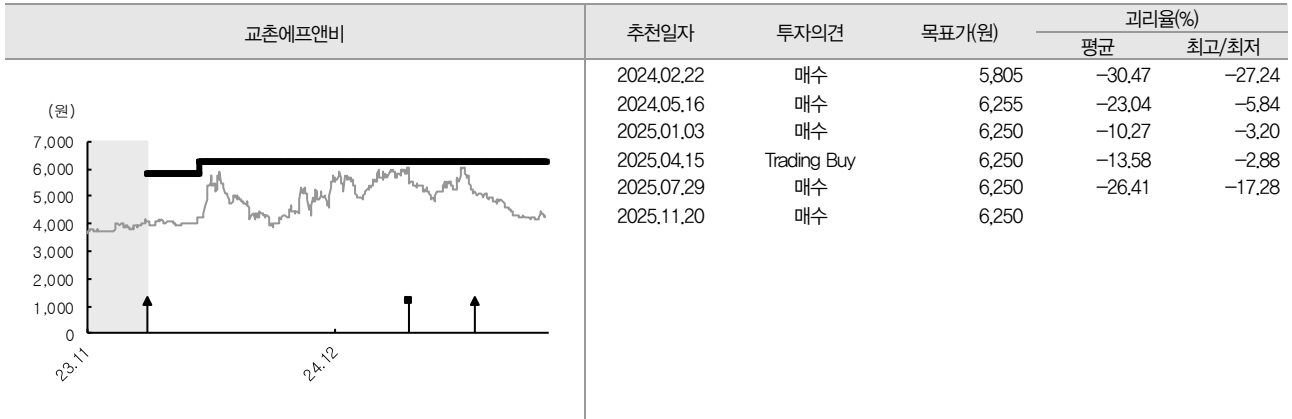 교촌에프앤비
(원)
7,000
6,000
5,000
4,000
3,000
2,000
1,000
0
23.11
24.12
추천일자 투자의견 목표가(원) 괴리율(%)
평균 최고/최저
2024.02.22 매수 5,805 -30.47 -27.24
2024.05.16 매수 6,255 -23.04 -5.84
2025.01.03 매수 6,250 -10.27 -3.20
2025.04.15 Trading Buy 6,250 -13.58 -2.88
2025.07.29 매수 6,250 -26.41 -17.28
2025.11.20 매수 6,250